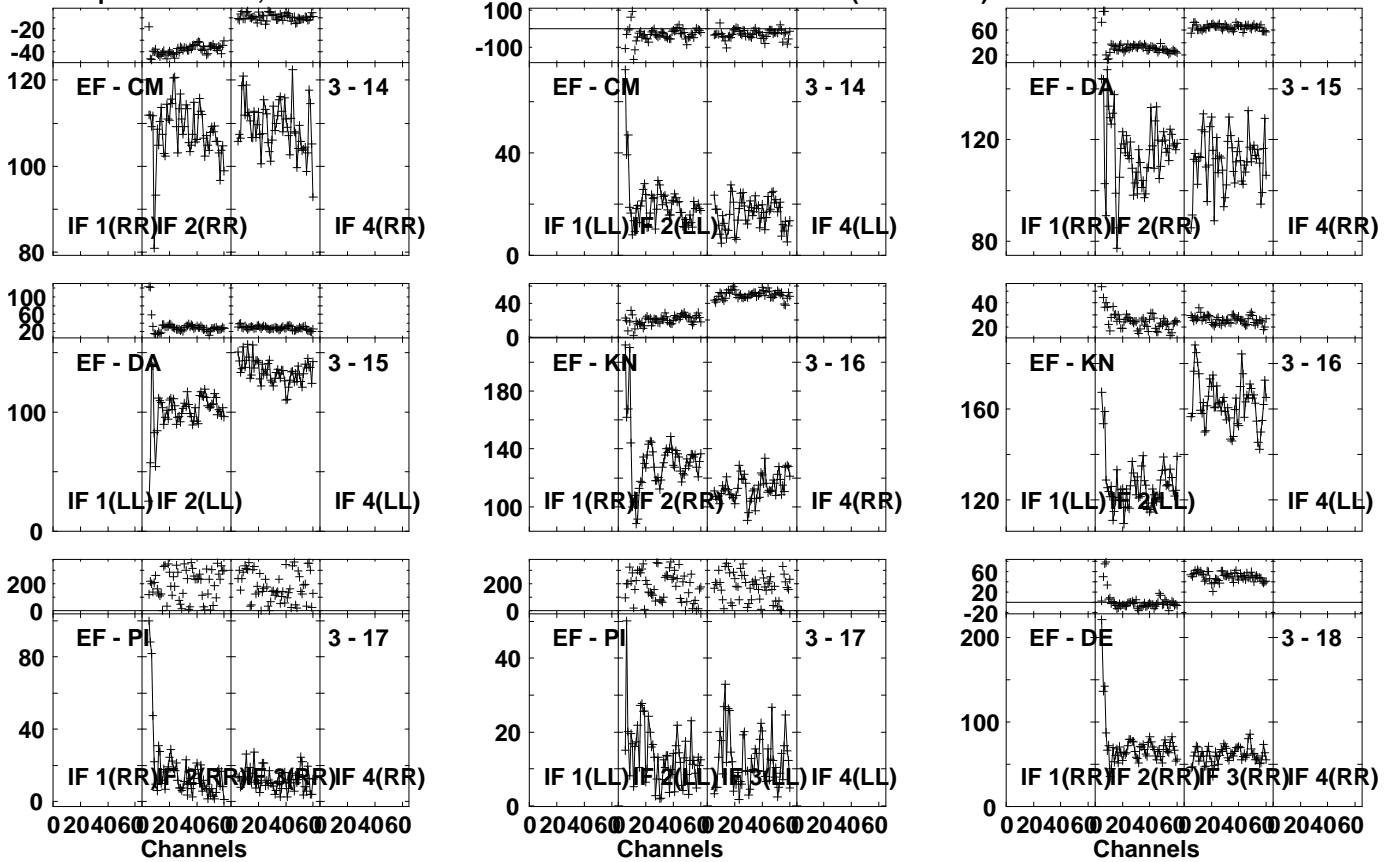 -20
-40
EF - CM 3 - 14
120
100
80
IF 1(RR) IF 2(RR) IF 4(RR)
100
-100
EF - CM 3 - 14
40
0
IF 1(LL) IF 2(LL) IF 4(LL)
60
20
EF - DA 3 - 15
120
80
IF 1(RR) IF 2(RR) IF 4(RR)
100
60
20
EF - DA 3 - 15
100
0
IF 1(LL) IF 2(LL) IF 4(LL)
40
0
EF - KN 3 - 16
180
140
100
IF 1(RR) IF 2(RR) IF 4(RR)
40
20
EF - KN 3 - 16
160
120
IF 1(LL) IF 2(LL) IF 4(LL)
200
0
EF - PI 3 - 17
80
40
0
IF 1(RR) IF 2(RR) IF 3(RR) IF 4(RR)
0 204060 0 204060 0 204060 0 204060
Channels
200
0
EF - PI 3 - 17
40
20
0
IF 1(LL) IF 2(LL) IF 3(LL) IF 4(LL)
0 204060 0 204060 0 204060 0 204060
Channels
60
20
-20
EF - DE 3 - 18
200
100
0
IF 1(RR) IF 2(RR) IF 3(RR) IF 4(RR)
0 204060 0 204060 0 204060 0 204060
Channels